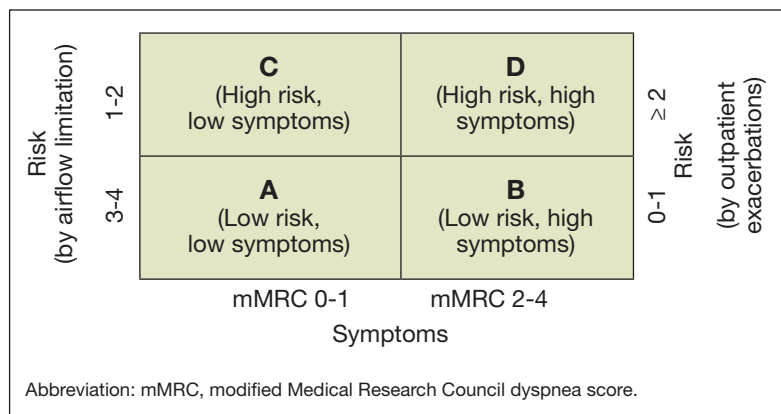 Risk
(by airflow limitation)
1-2
3-4
C
(High risk,
low symptoms)
D
(High risk, high
symptoms)
A
(Low risk,
low symptoms)
B
(Low risk, high
symptoms)
≥ 2
0-1
Risk
(by outpatient
exacerbations)
mMRC 0-1
mMRC 2-4
Symptoms
Abbreviation: mMRC, modified Medical Research Council dyspnea score.